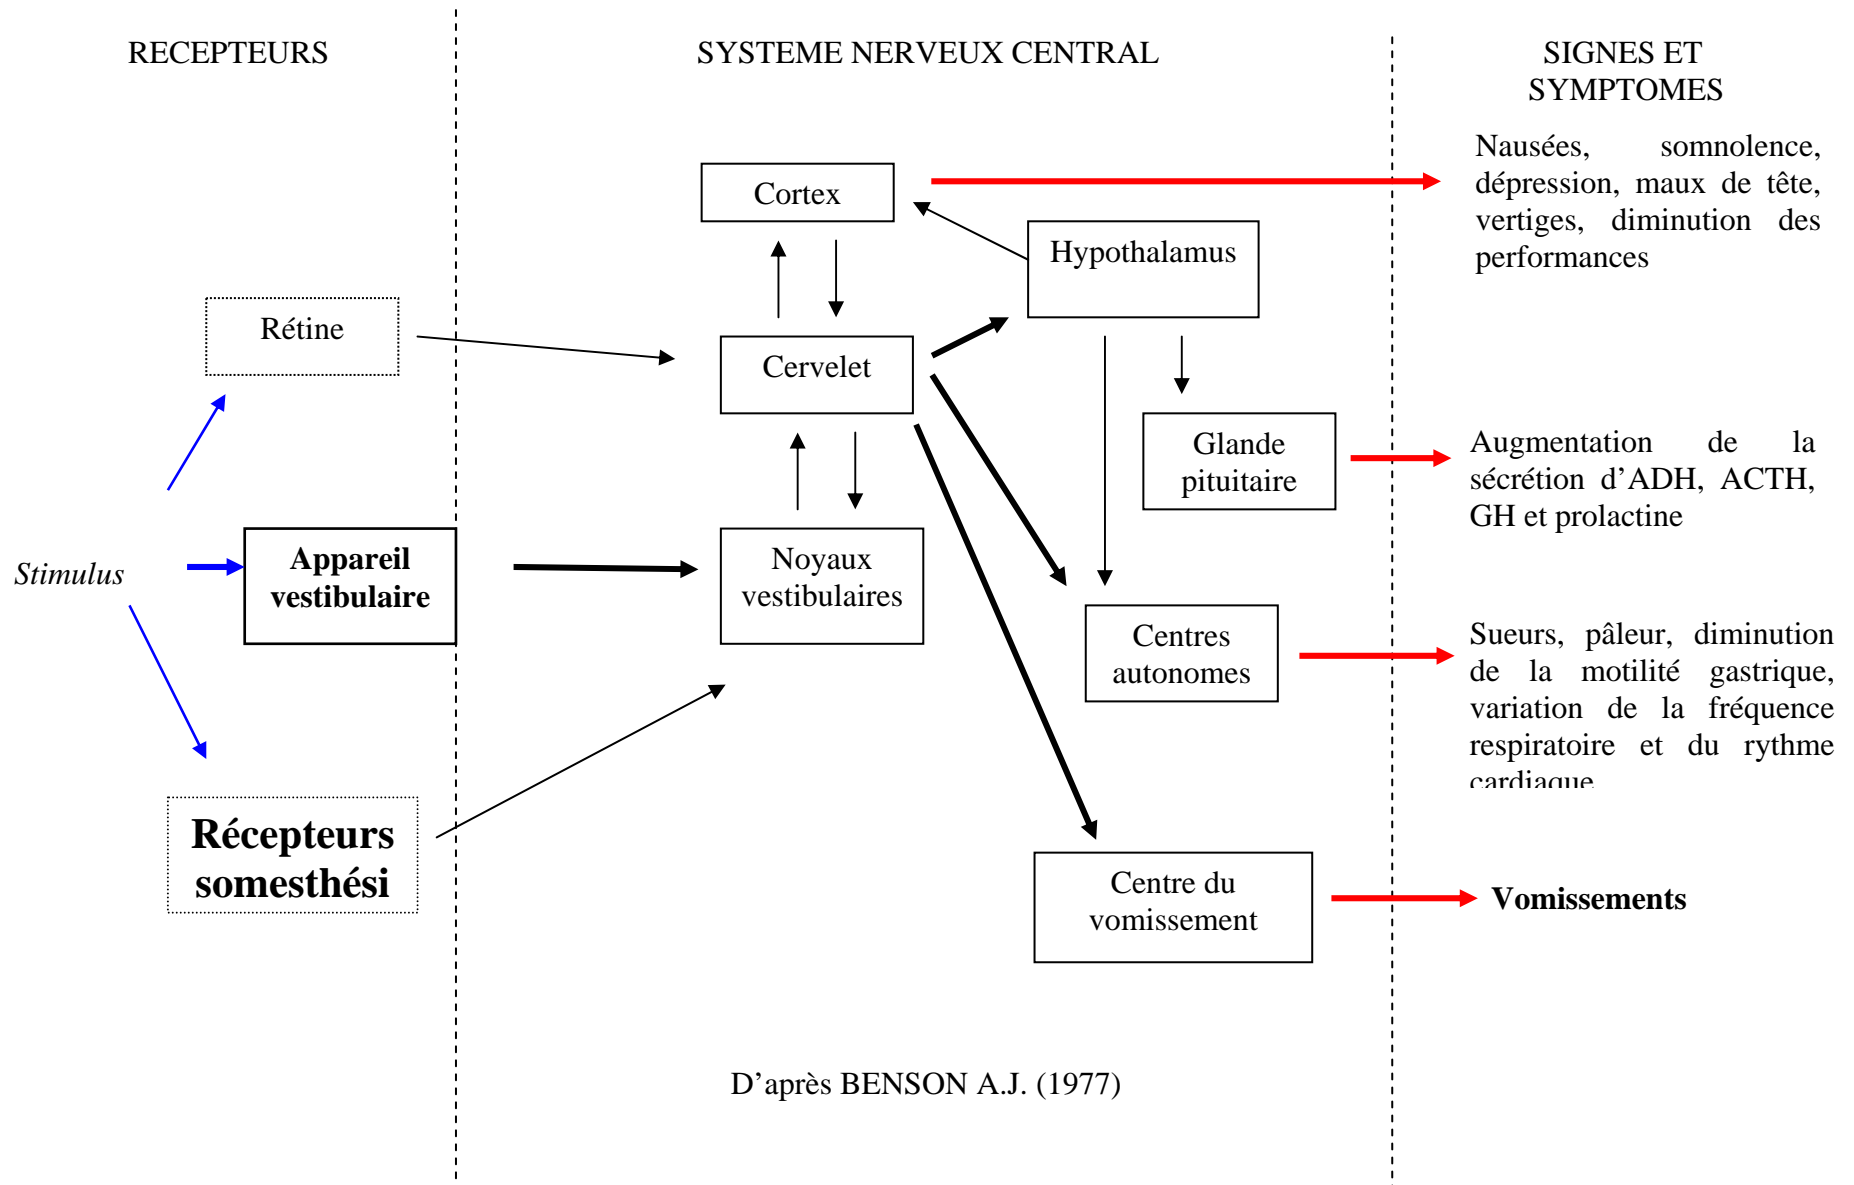 RECEPTEURS
SYSTEME NERVEUX CENTRAL
SIGNES ET
SYMPTOMES
Nausées, somnolence,
dépression, maux de tête,
vertiges, diminution des
performances
Cortex
Hypothalamus
Rétine
Cervelet
Glande
pituitaire
Augmentation de la
sécrétion d’ADH, ACTH,
GH et prolactine
Stimulus
Appareil
vestibulaire
Noyaux
vestibulaires
Centres
autonomes
Sueurs, pâleur, diminution
de la motilité gastrique,
variation de la fréquence
respiratoire et du rythme
cardiaque
Récepteurs
somesthési
Centre du
vomissement
Vomissements
D’après BENSON A.J. (1977)